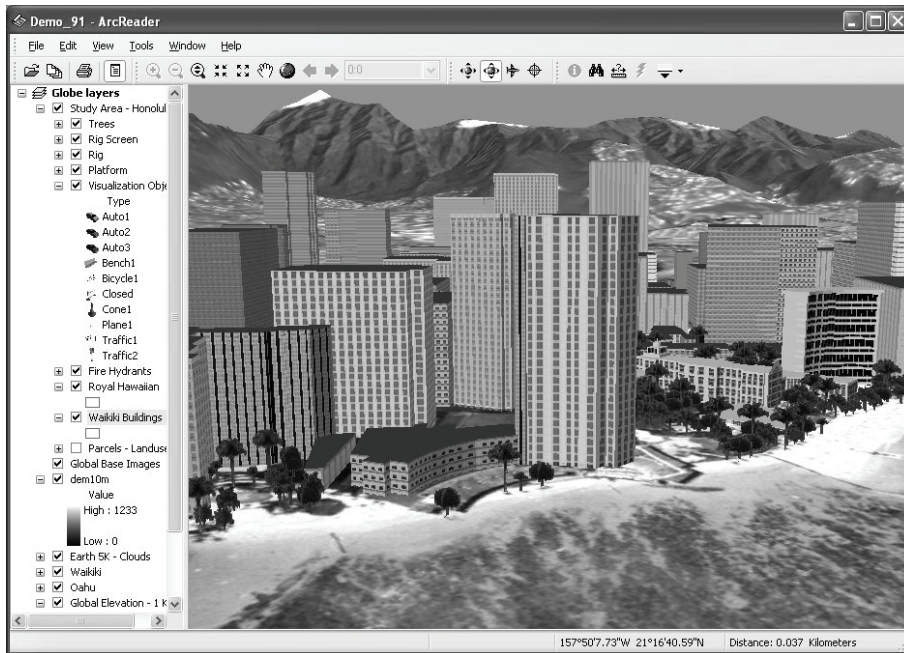 Demo_91 - ArcReader
File Edit View Tools Window Help
0:0
Globe layers
Study Area - Honolul
Trees
Rig Screen
Rig
Platform
Visualization Obje
Type
Auto1
Auto2
Auto3
Bench1
Bicycle1
Closed
Cone1
Plane1
Traffic1
Traffic2
Fire Hydrants
Royal Hawaiian
Waikiki Buildings
Parcels - Landuse
Global Base Images
dem10m
Value
High : 1233
Low : 0
Earth 5K - Clouds
Waikiki
Oahu
Global Elevation - 1 K
157°50'7.73"W 21°16'40.59"N Distance: 0.037 Kilometers